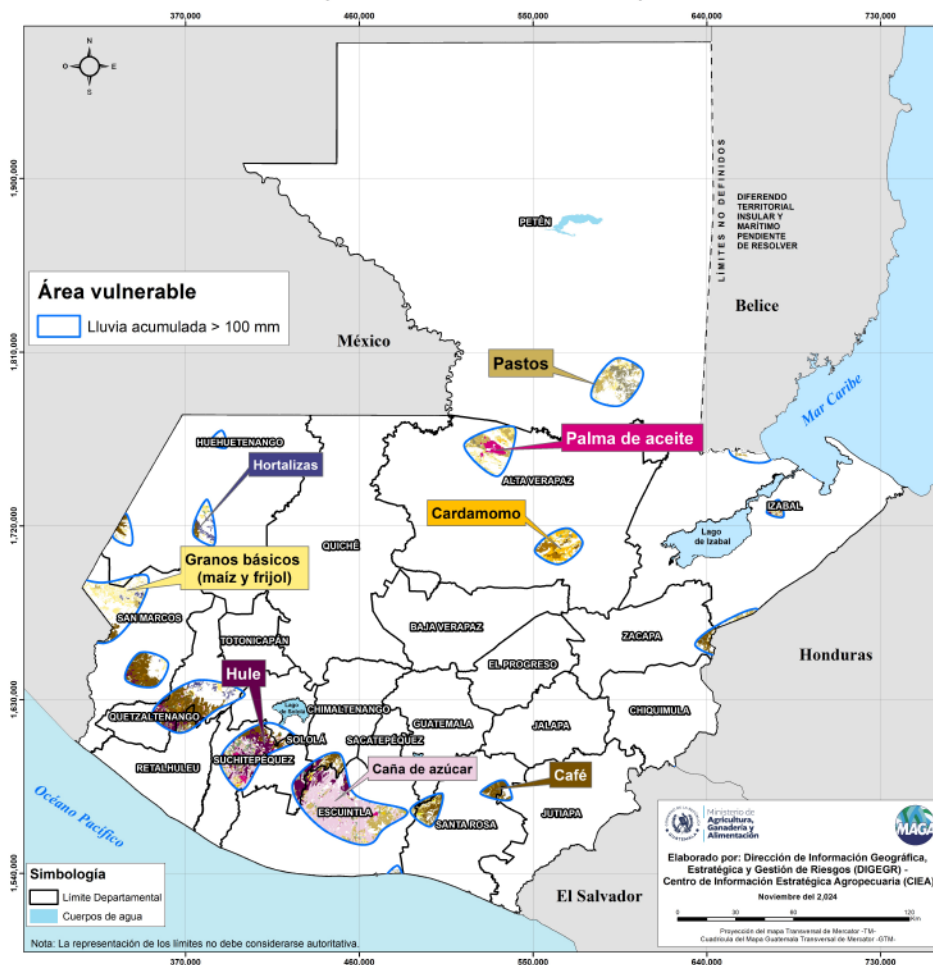 370,000 460,000 550,000 640,000 730,000
N
O E
S
1,900,000
1,810,000
1,720,000
1,630,000
1,540,000
LÍMITES NO DEFINIDOS
DIFERENDO
TERRITORIAL
INSULAR Y
MARÍTIMO
PENDIENTE
DE RESOLVER
PETÉN
Área vulnerable
Lluvia acumulada > 100 mm
México
Belice
Mar Caribe
Pastos
Palma de aceite
HUEHUETENANGO
Hortalizas
ALTA VERAPAZ
Cardamomo
IZABAL
Lago
de Izabal
QUICHÉ
Granos básicos
(maíz y frijol)
SAN MARCOS
TOTONICAPÁN
BAJA VERAPAZ
ZACAPA
EL PROGRESO
Honduras
Hule
QUETZALTENANGO
CHIMALTENANGO
GUATEMALA
JALAPA
CHIQUIMULA
SOLOLÁ
SACATEPÉQUEZ
RETALHULEU
SUCHITEPÉQUEZ
Caña de azúcar
Café
ESCUINTLA
SANTA ROSA
JUTIAPA
Océano Pacífico
El Salvador
Simbología
Límite Departamental
Cuerpos de agua
Nota: La representación de los límites no debe considerarse autoritativa.
Ministerio de
Agricultura,
Ganadería y
Alimentación
MAGA
Elaborado por: Dirección de Información Geográfica,
Estratégica y Gestión de Riesgos (DIGEGR) -
Centro de Información Estratégica Agropecuaria (CIEA)
Noviembre del 2,024
0 30 60 120
Km
Proyección del mapa Transversal de Mercator -TM-
Cuadrícula del Mapa Guatemala Transversal de Mercator -GTM-
370,000 460,000 550,000 640,000 730,000